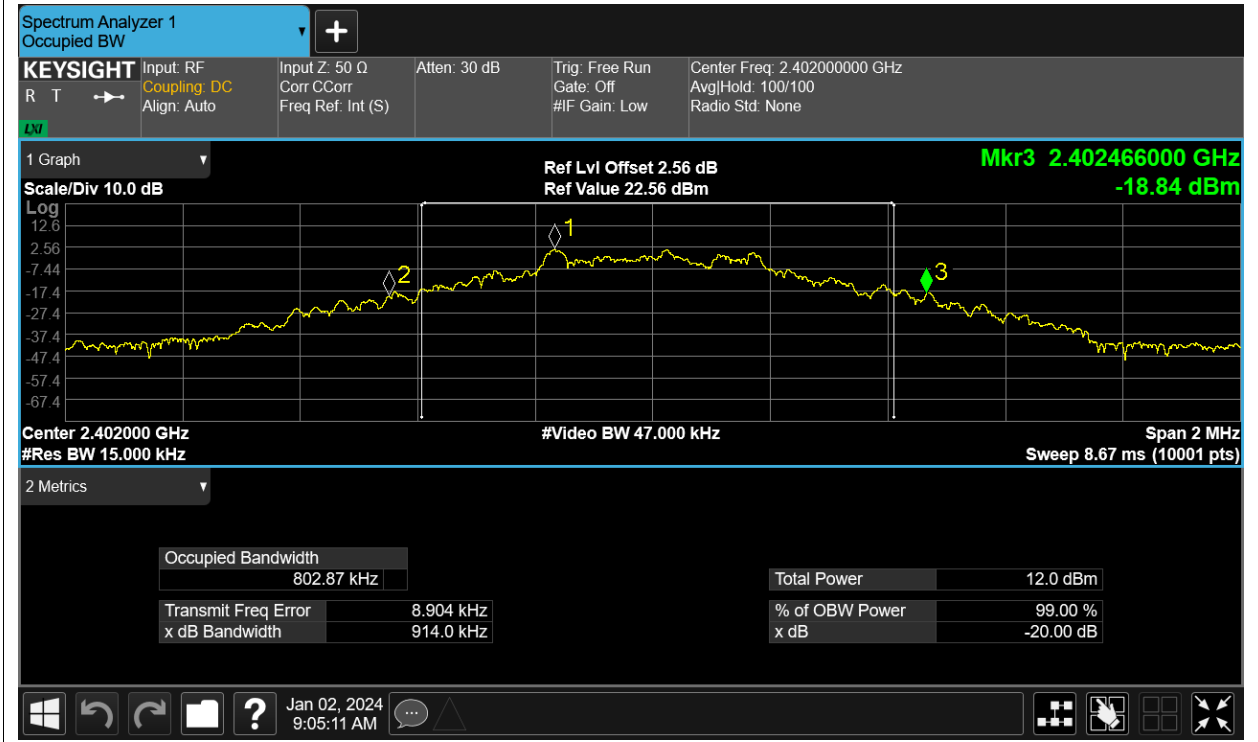 Spectrum Analyzer 1
Occupied BW
KEYSIGHT
R T
LXI
Input: RF
Coupling: DC
Align: Auto
Input Z: 50 Ω
Corr CCorr
Freq Ref: Int (S)
Atten: 30 dB
Trig: Free Run
Gate: Off
#IF Gain: Low
Center Freq: 2.402000000 GHz
Avg|Hold: 100/100
Radio Std: None
1 Graph
Scale/Div 10.0 dB
Ref Lvl Offset 2.56 dB
Ref Value 22.56 dBm
Mkr3 2.402466000 GHz
-18.84 dBm
Log
12.6
2.56
-7.44
-17.4
-27.4
-37.4
-47.4
-57.4
-67.4
1
2
3
Center 2.402000 GHz
#Video BW 47.000 kHz
Span 2 MHz
#Res BW 15.000 kHz
Sweep 8.67 ms (10001 pts)
2 Metrics
Occupied Bandwidth
802.87 kHz
Total Power 12.0 dBm
Transmit Freq Error 8.904 kHz
% of OBW Power 99.00 %
x dB Bandwidth 914.0 kHz
x dB -20.00 dB
?
Jan 02, 2024
9:05:11 AM